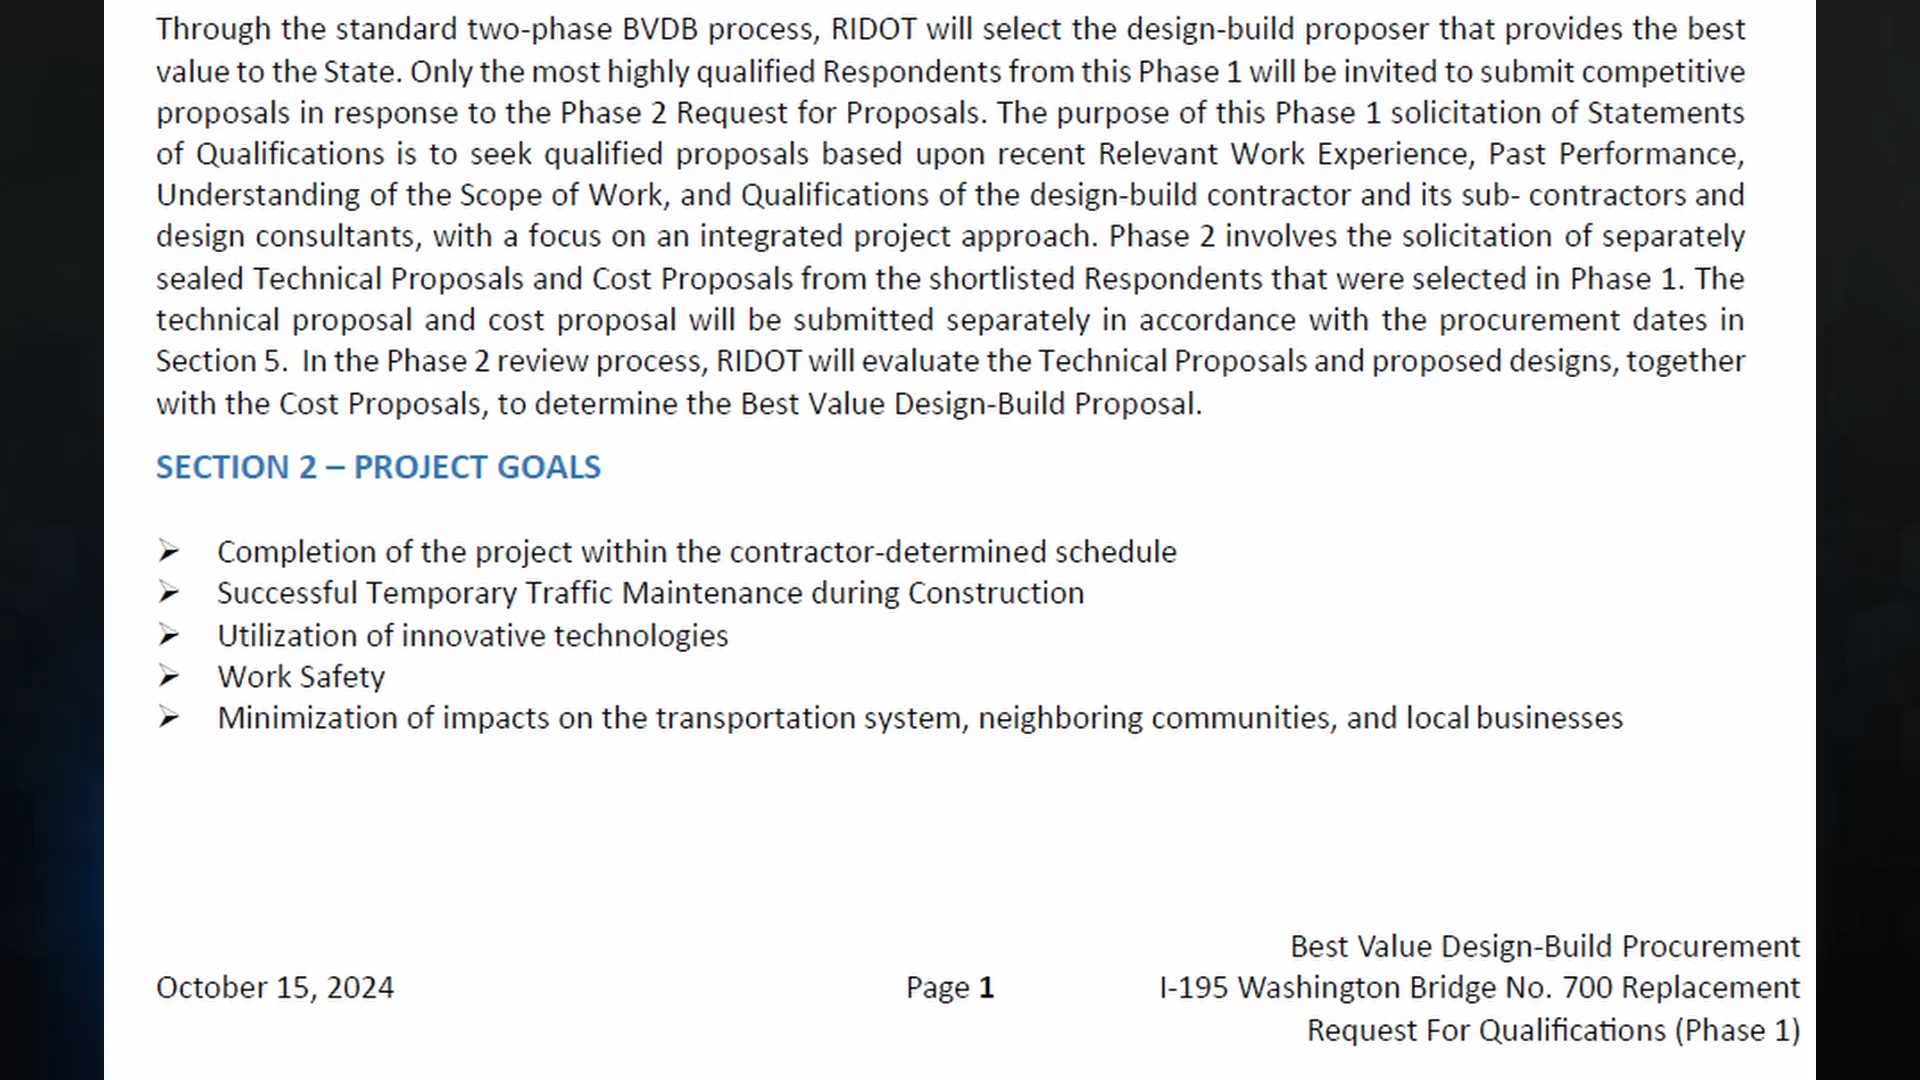 Through the standard two-phase BVDB process, RIDOT will select the design-build proposer that provides the best
value to the State. Only the most highly qualified Respondents from this Phase 1 will be invited to submit competitive
proposals in response to the Phase 2 Request for Proposals. The purpose of this Phase 1 solicitation of Statements
of Qualifications is to seek qualified proposals based upon recent Relevant Work Experience, Past Performance,
Understanding of the Scope of Work, and Qualifications of the design-build contractor and its sub- contractors and
design consultants, with a focus on an integrated project approach. Phase 2 involves the solicitation of separately
sealed Technical Proposals and Cost Proposals from the shortlisted Respondents that were selected in Phase 1. The
technical proposal and cost proposal will be submitted separately in accordance with the procurement dates in
Section 5. In the Phase 2 review process, RIDOT will evaluate the Technical Proposals and proposed designs, together
with the Cost Proposals, to determine the Best Value Design-Build Proposal.
SECTION 2 – PROJECT GOALS
➢ Completion of the project within the contractor-determined schedule
➢ Successful Temporary Traffic Maintenance during Construction
➢ Utilization of innovative technologies
➢ Work Safety
➢ Minimization of impacts on the transportation system, neighboring communities, and local businesses
Best Value Design-Build Procurement
October 15, 2024 Page 1 I-195 Washington Bridge No. 700 Replacement
Request For Qualifications (Phase 1)